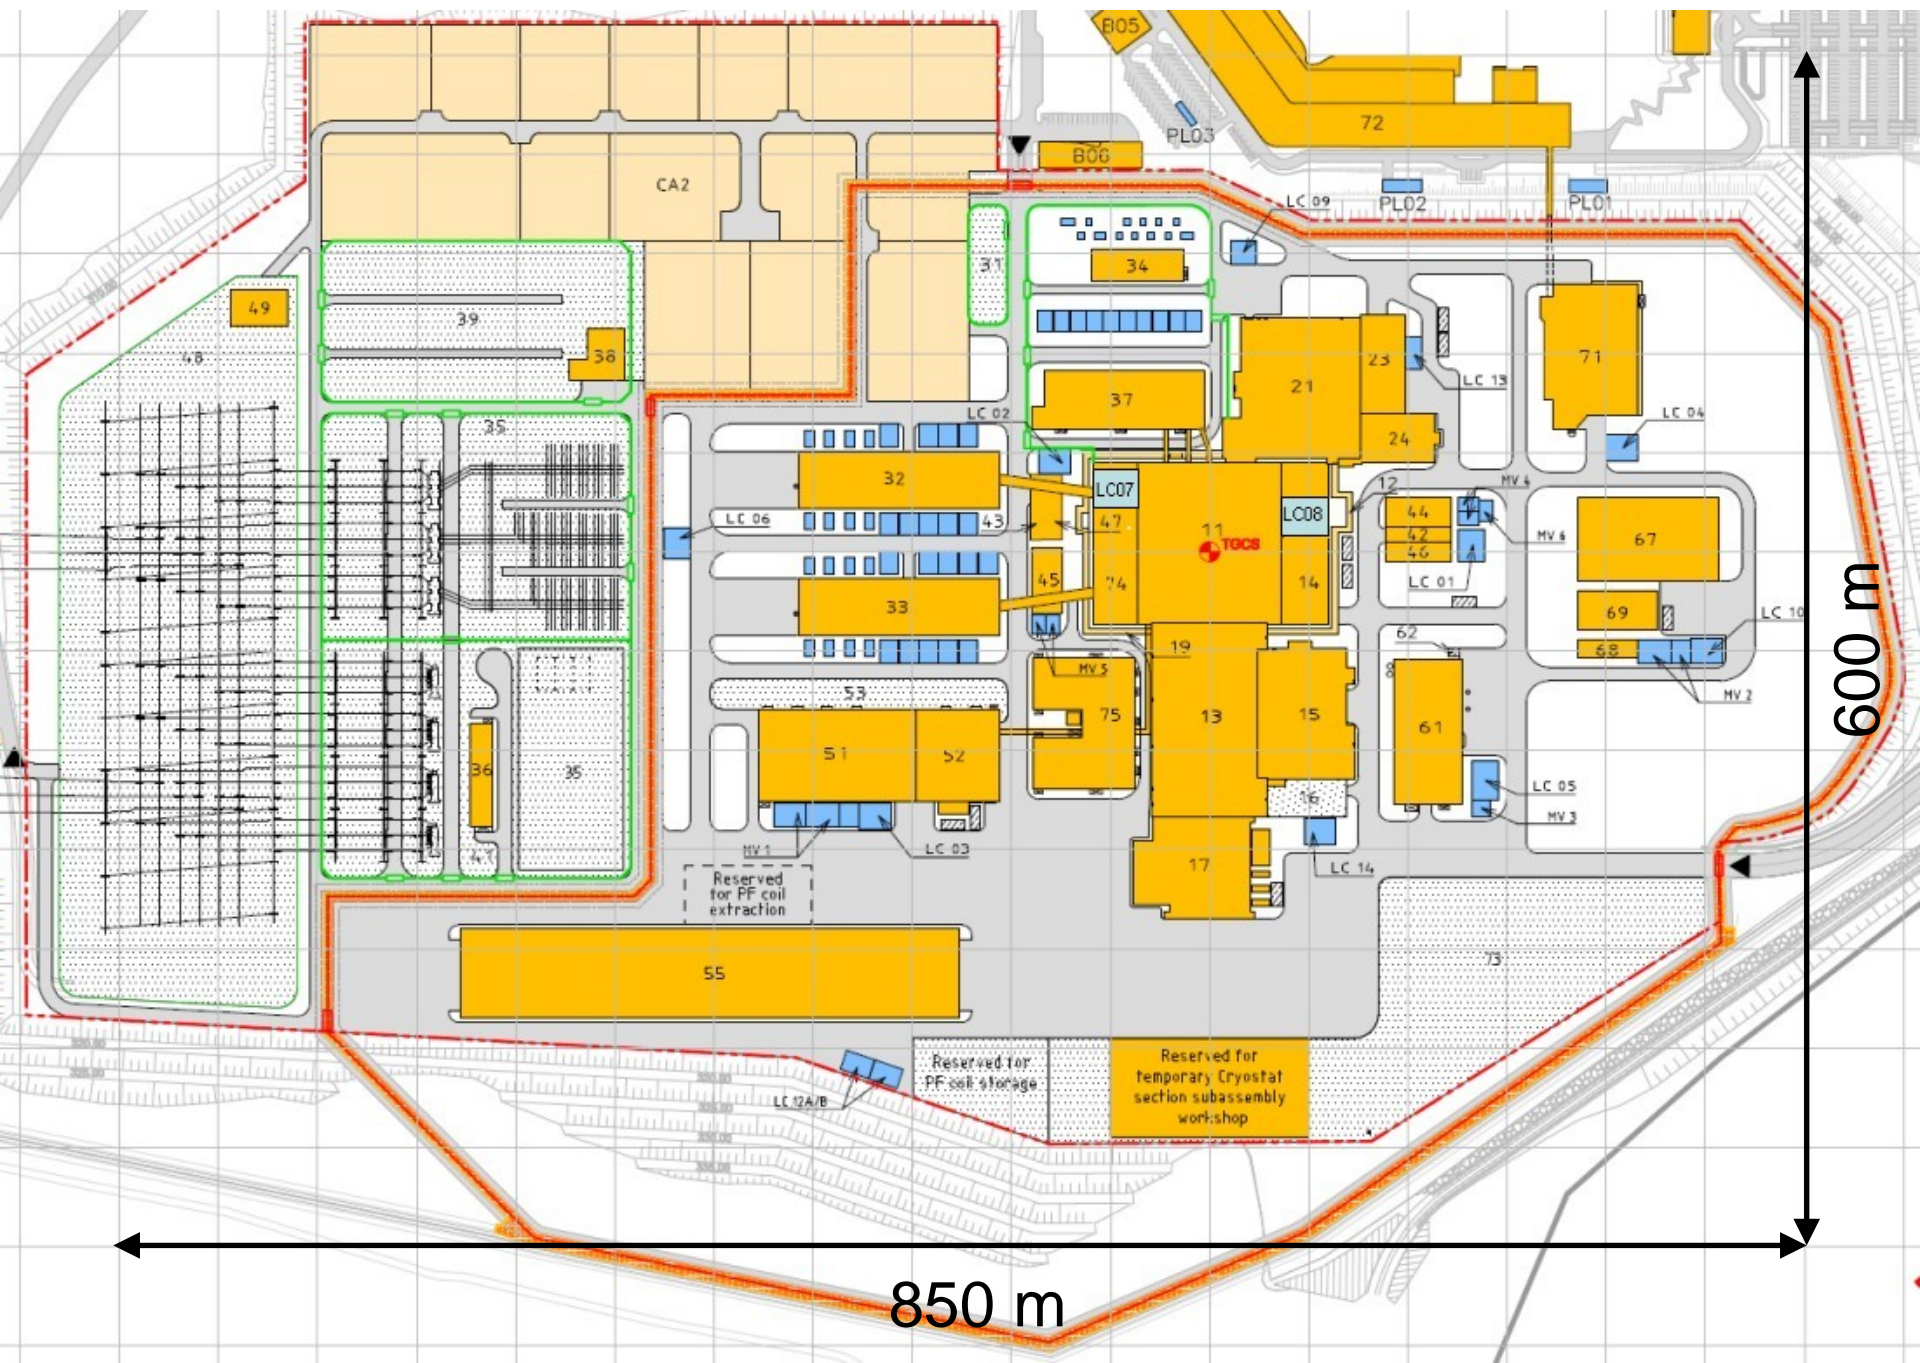 B05
72
PL03
B06
CA2
PL02
PL01
LC 09
31
34
49
39
48
38
71
21
23
LC 13
37
LC 02
LC 04
35
24
32
LC07
MV 4
12
LC08
LC 06
43
47
11
TGCS
44
42
46
MV 6
67
LC 01
45
74
14
33
69
LC 10
62
19
68
MV 5
MV 2
53
75
13
15
61
51
52
36
35
16
LC 05
MV 3
MV 1
LC 03
41
17
LC 14
Reserved
for PF coil
extraction
55
73
Reserved for
PF coil storage
Reserved for
temporary Cryostat
section subassembly
workshop
LC 12A/B
600 m
850 m